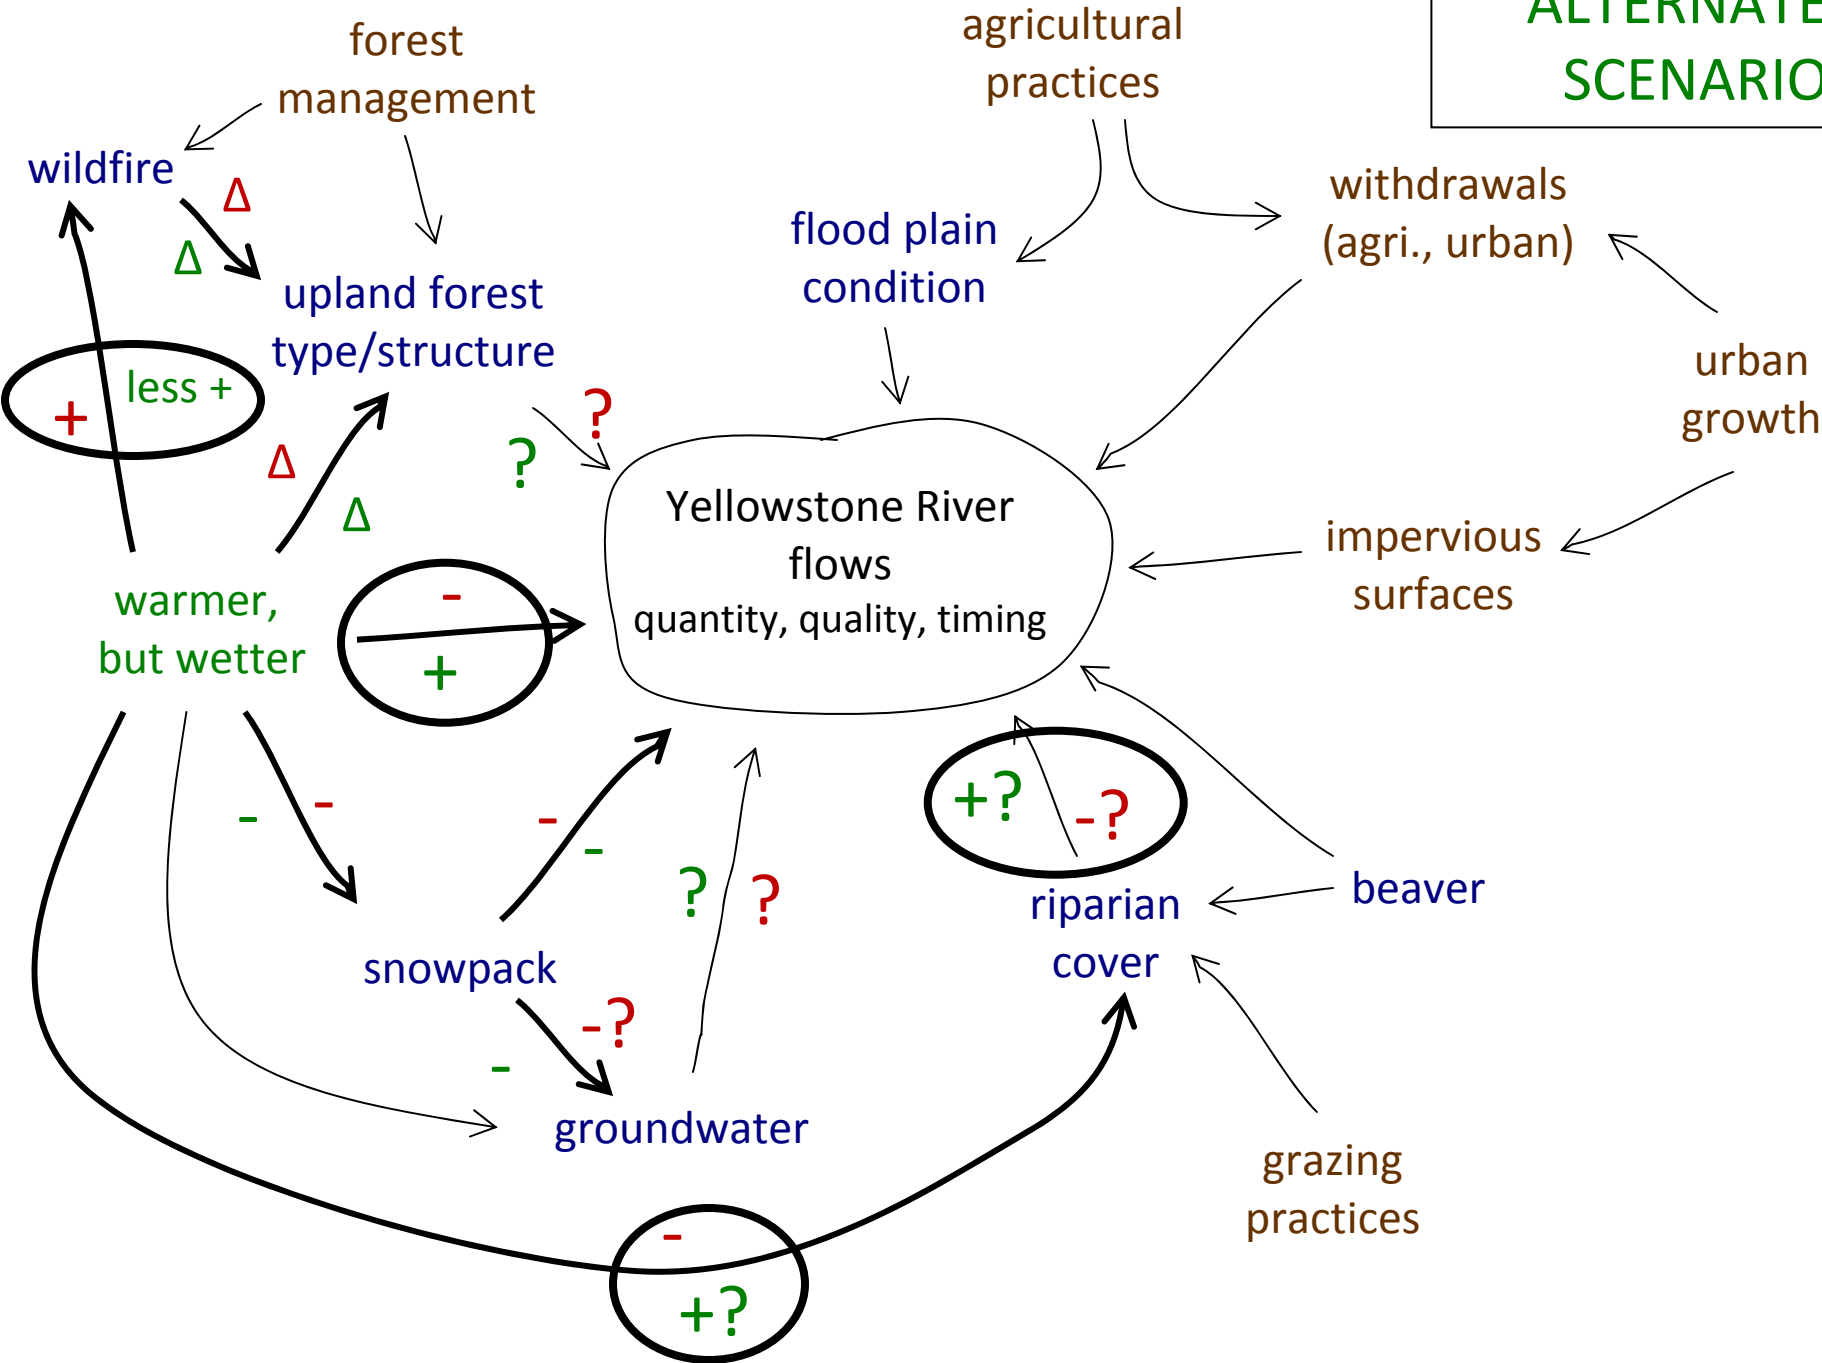 ALTERNATE
SCENARIO
forest
management
agricultural
practices
wildfire
Δ
Δ
withdrawals
(agri., urban)
flood plain
condition
upland forest
type/structure
urban
growth
less +
+
?
?
Δ
Δ
Yellowstone River
flows
quantity, quality, timing
impervious
surfaces
warmer,
but wetter
-
+
-
-
-
-
+?
-?
?
?
riparian
cover
beaver
snowpack
-?
-
groundwater
grazing
practices
-
+?